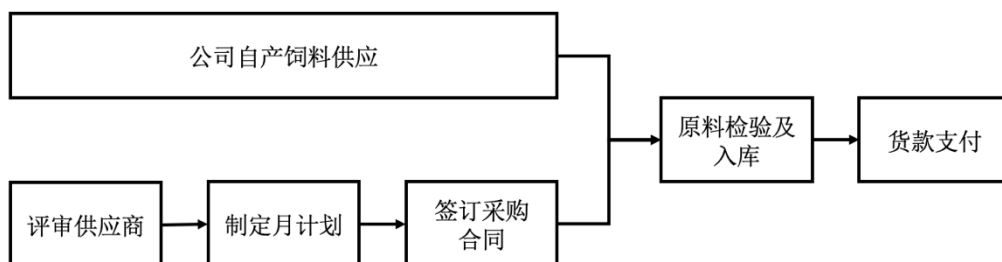 公司自产饲料供应
原料检验及
入库
货款支付
评审供应商
制定月计划
签订采购
合同